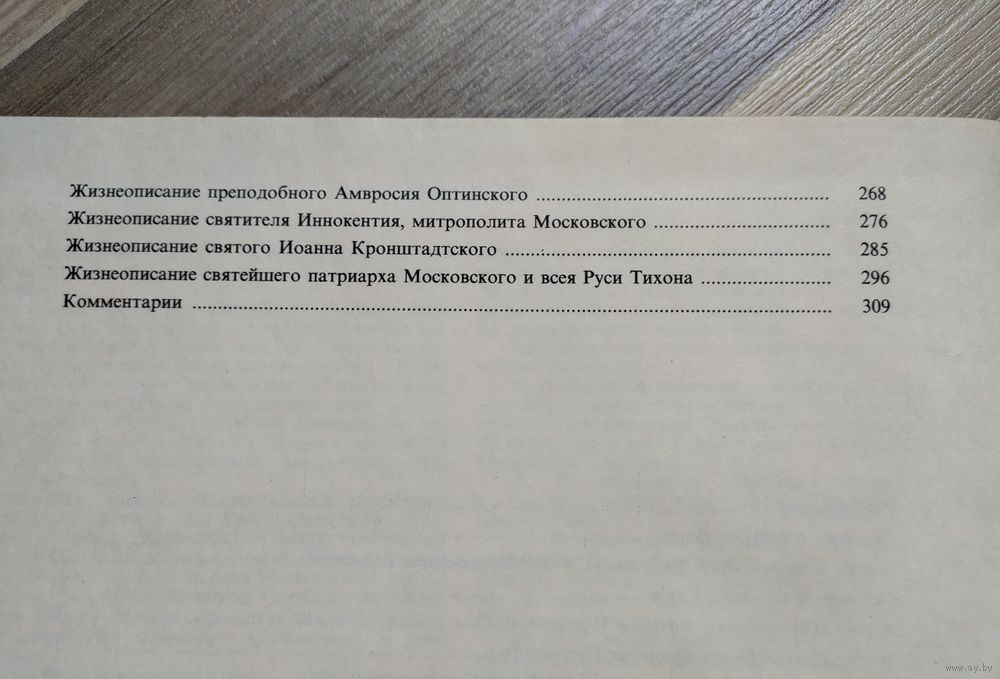 Жизнеописание преподобного Амвросия Оптинского ........................................................ 268
Жизнеописание святителя Иннокентия, митрополита Московского ................................. 276
Жизнеописание святого Иоанна Кронштадтского .............................................................. 285
Жизнеописание святейшего патриарха Московского и всея Руси Тихона ........................ 296
Комментарии ........................................................................................................................ 309
www.ay.by